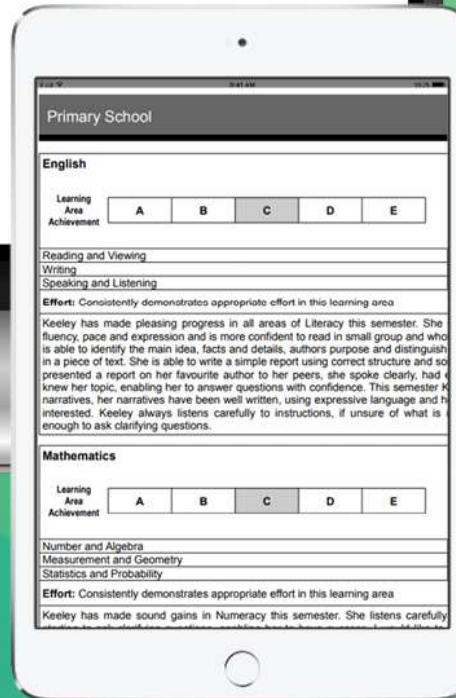 9:41 AM
Primary School
English
Learning Area Achievement A B C D E
Reading and Viewing
Writing
Speaking and Listening
Effort: Consistently demonstrates appropriate effort in this learning area
Keeley has made pleasing progress in all areas of Literacy this semester. She
fluency, pace and expression and is more confident to read in small group and
is able to identify the main idea, facts and details, authors purpose and distinguish
in a piece of text. She is able to write a simple report using correct structure and
presented a report on her favourite author to her peers, she spoke clearly, had
knew her topic, enabling her to answer questions with confidence. This semester
narratives, her narratives have been well written, using expressive language and
interested. Keeley always listens carefully to instructions, if unsure of what is
enough to ask clarifying questions.
Mathematics
Learning Area Achievement A B C D E
Number and Algebra
Measurement and Geometry
Statistics and Probability
Effort: Consistently demonstrates appropriate effort in this learning area
Keeley has made sound gains in Numeracy this semester. She listens carefully